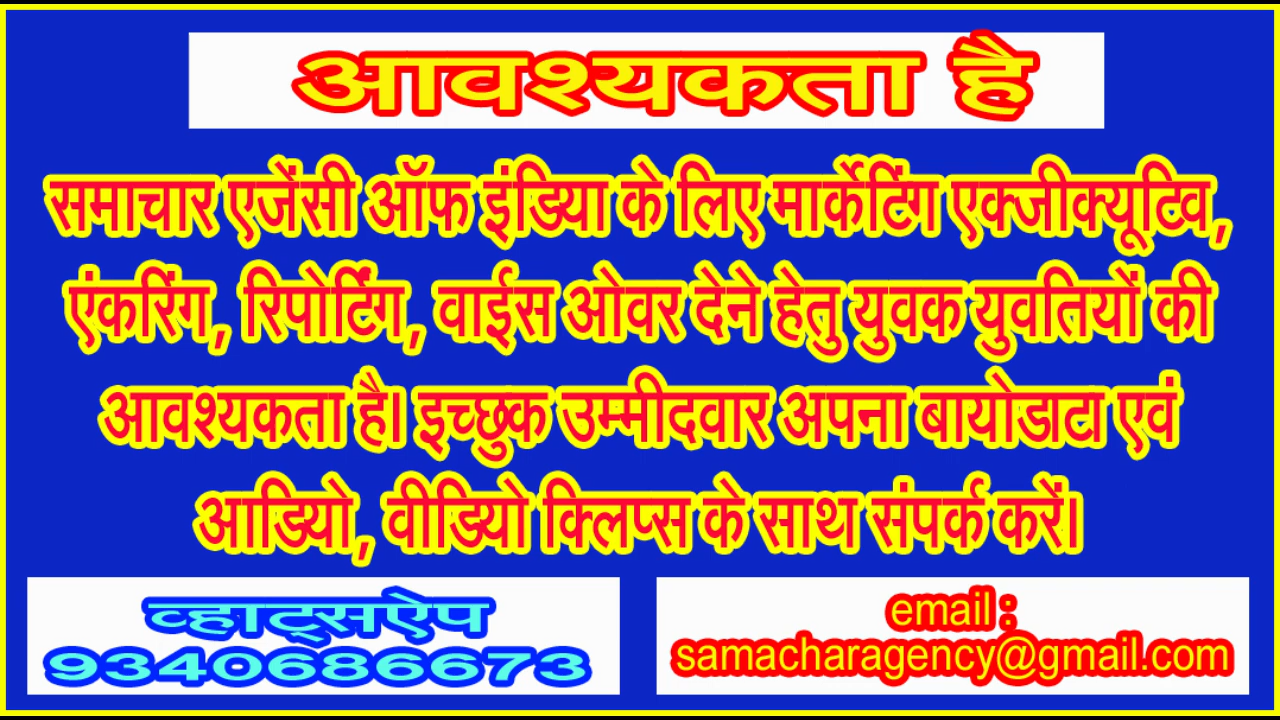 आवश्यकता है
समाचार एजेंसी ऑफ इंडिया के लिए मार्केटिंग एक्जीक्यूटिव,
एंकरिंग, रिपोर्टिंग, वाईस ओवर देने हेतु युवक युवतियों की
आवश्यकता है। इच्छुक उम्मीदवार अपना बायोडाटा एवं
आडियो, वीडियो क्लिप्स के साथ संपर्क करें।
व्हाट्सऐप
9340686673
email :
samacharagency@gmail.com